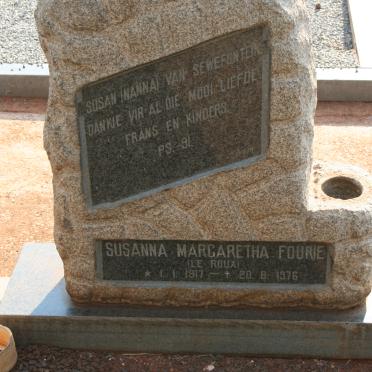 SUSAN (NANNA) VAN SEWEFONTEIN
DANKIE VIR AL DIE MOOI LIEFDE
FRANS EN KINDERS
PS. 91
SUSANNA MARGARETHA FOURIE
(LE ROUX)
* 1.1.1917 - + 20.8.1976